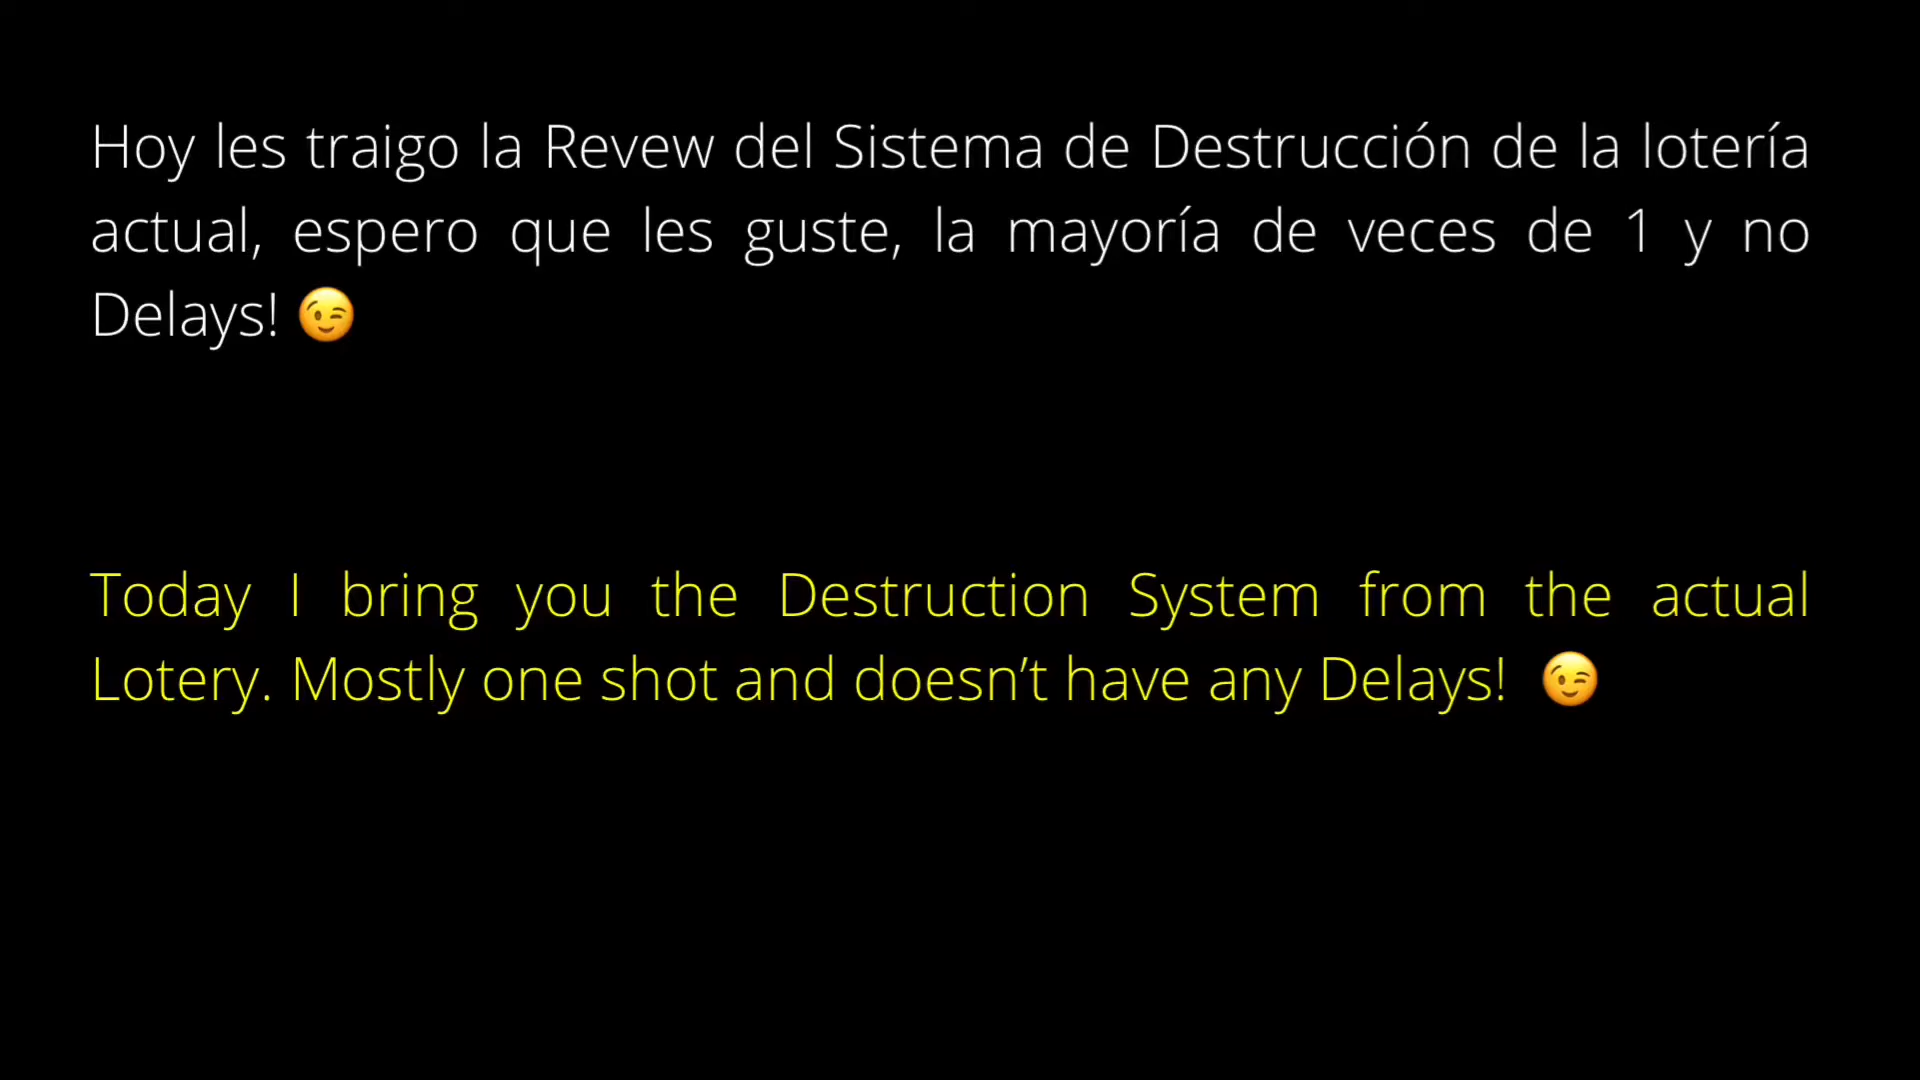 Hoy les traigo la Revew del Sistema de Destrucción de la lotería
actual, espero que les guste, la mayoría de veces de 1 y no
Delays! 😉
Today I bring you the Destruction System from the actual
Lotery. Mostly one shot and doesn’t have any Delays! 😉